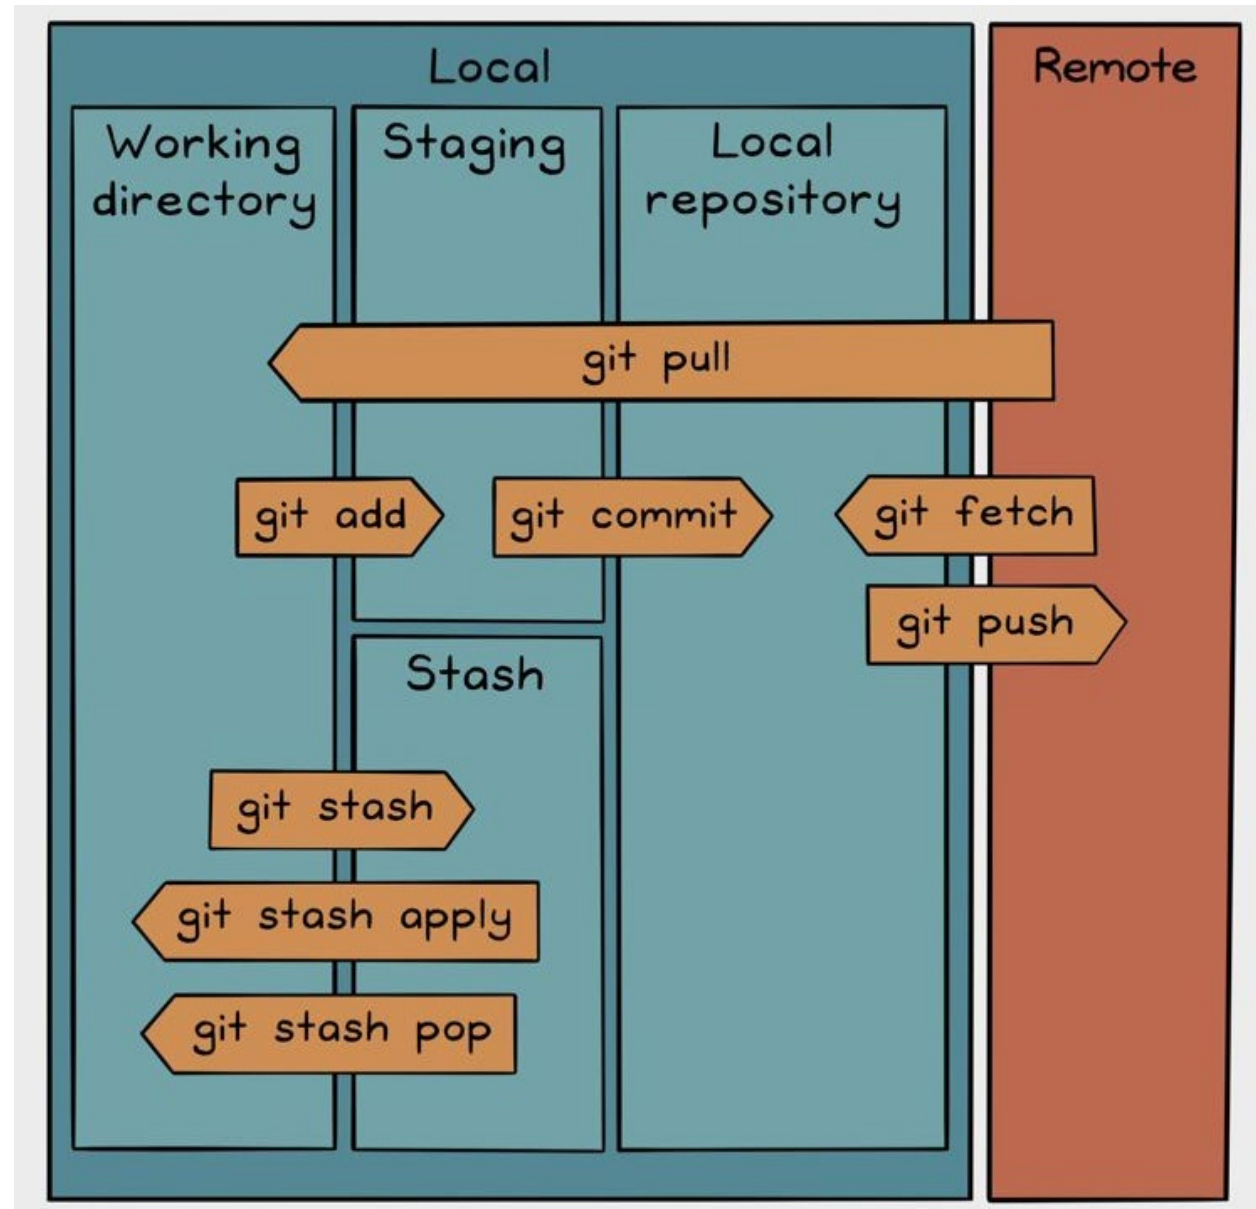 Local
Remote
Working
directory
Staging
Local
repository
git pull
git add
git commit
git fetch
git push
Stash
git stash
git stash apply
git stash pop